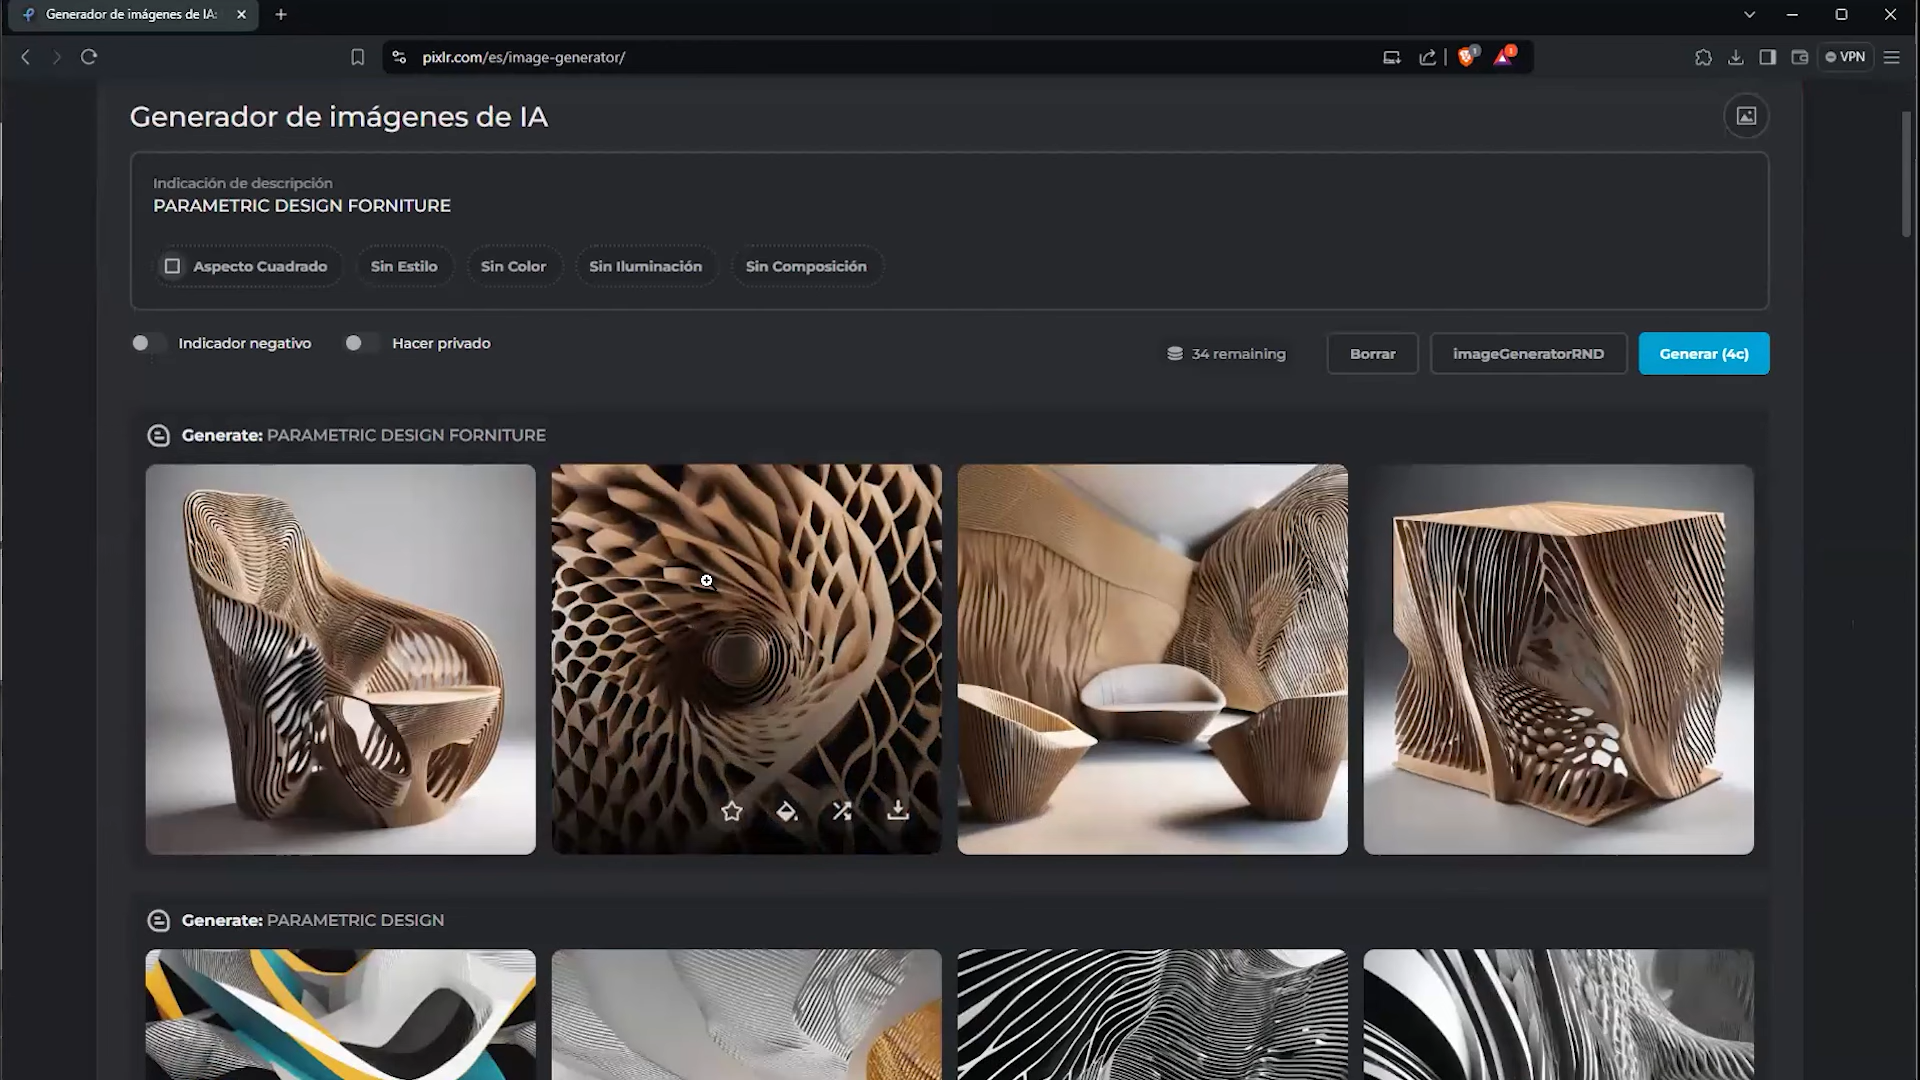 Generador de imágenes de IA:
pixlr.com/es/image-generator/
VPN
Generador de imágenes de IA
Indicación de descripción
PARAMETRIC DESIGN FORNITURE
Aspecto Cuadrado
Sin Estilo
Sin Color
Sin Iluminación
Sin Composición
Indicador negativo
Hacer privado
34 remaining
Borrar
imageGeneratorRND
Generar (4c)
Generate: PARAMETRIC DESIGN FORNITURE
Generate: PARAMETRIC DESIGN